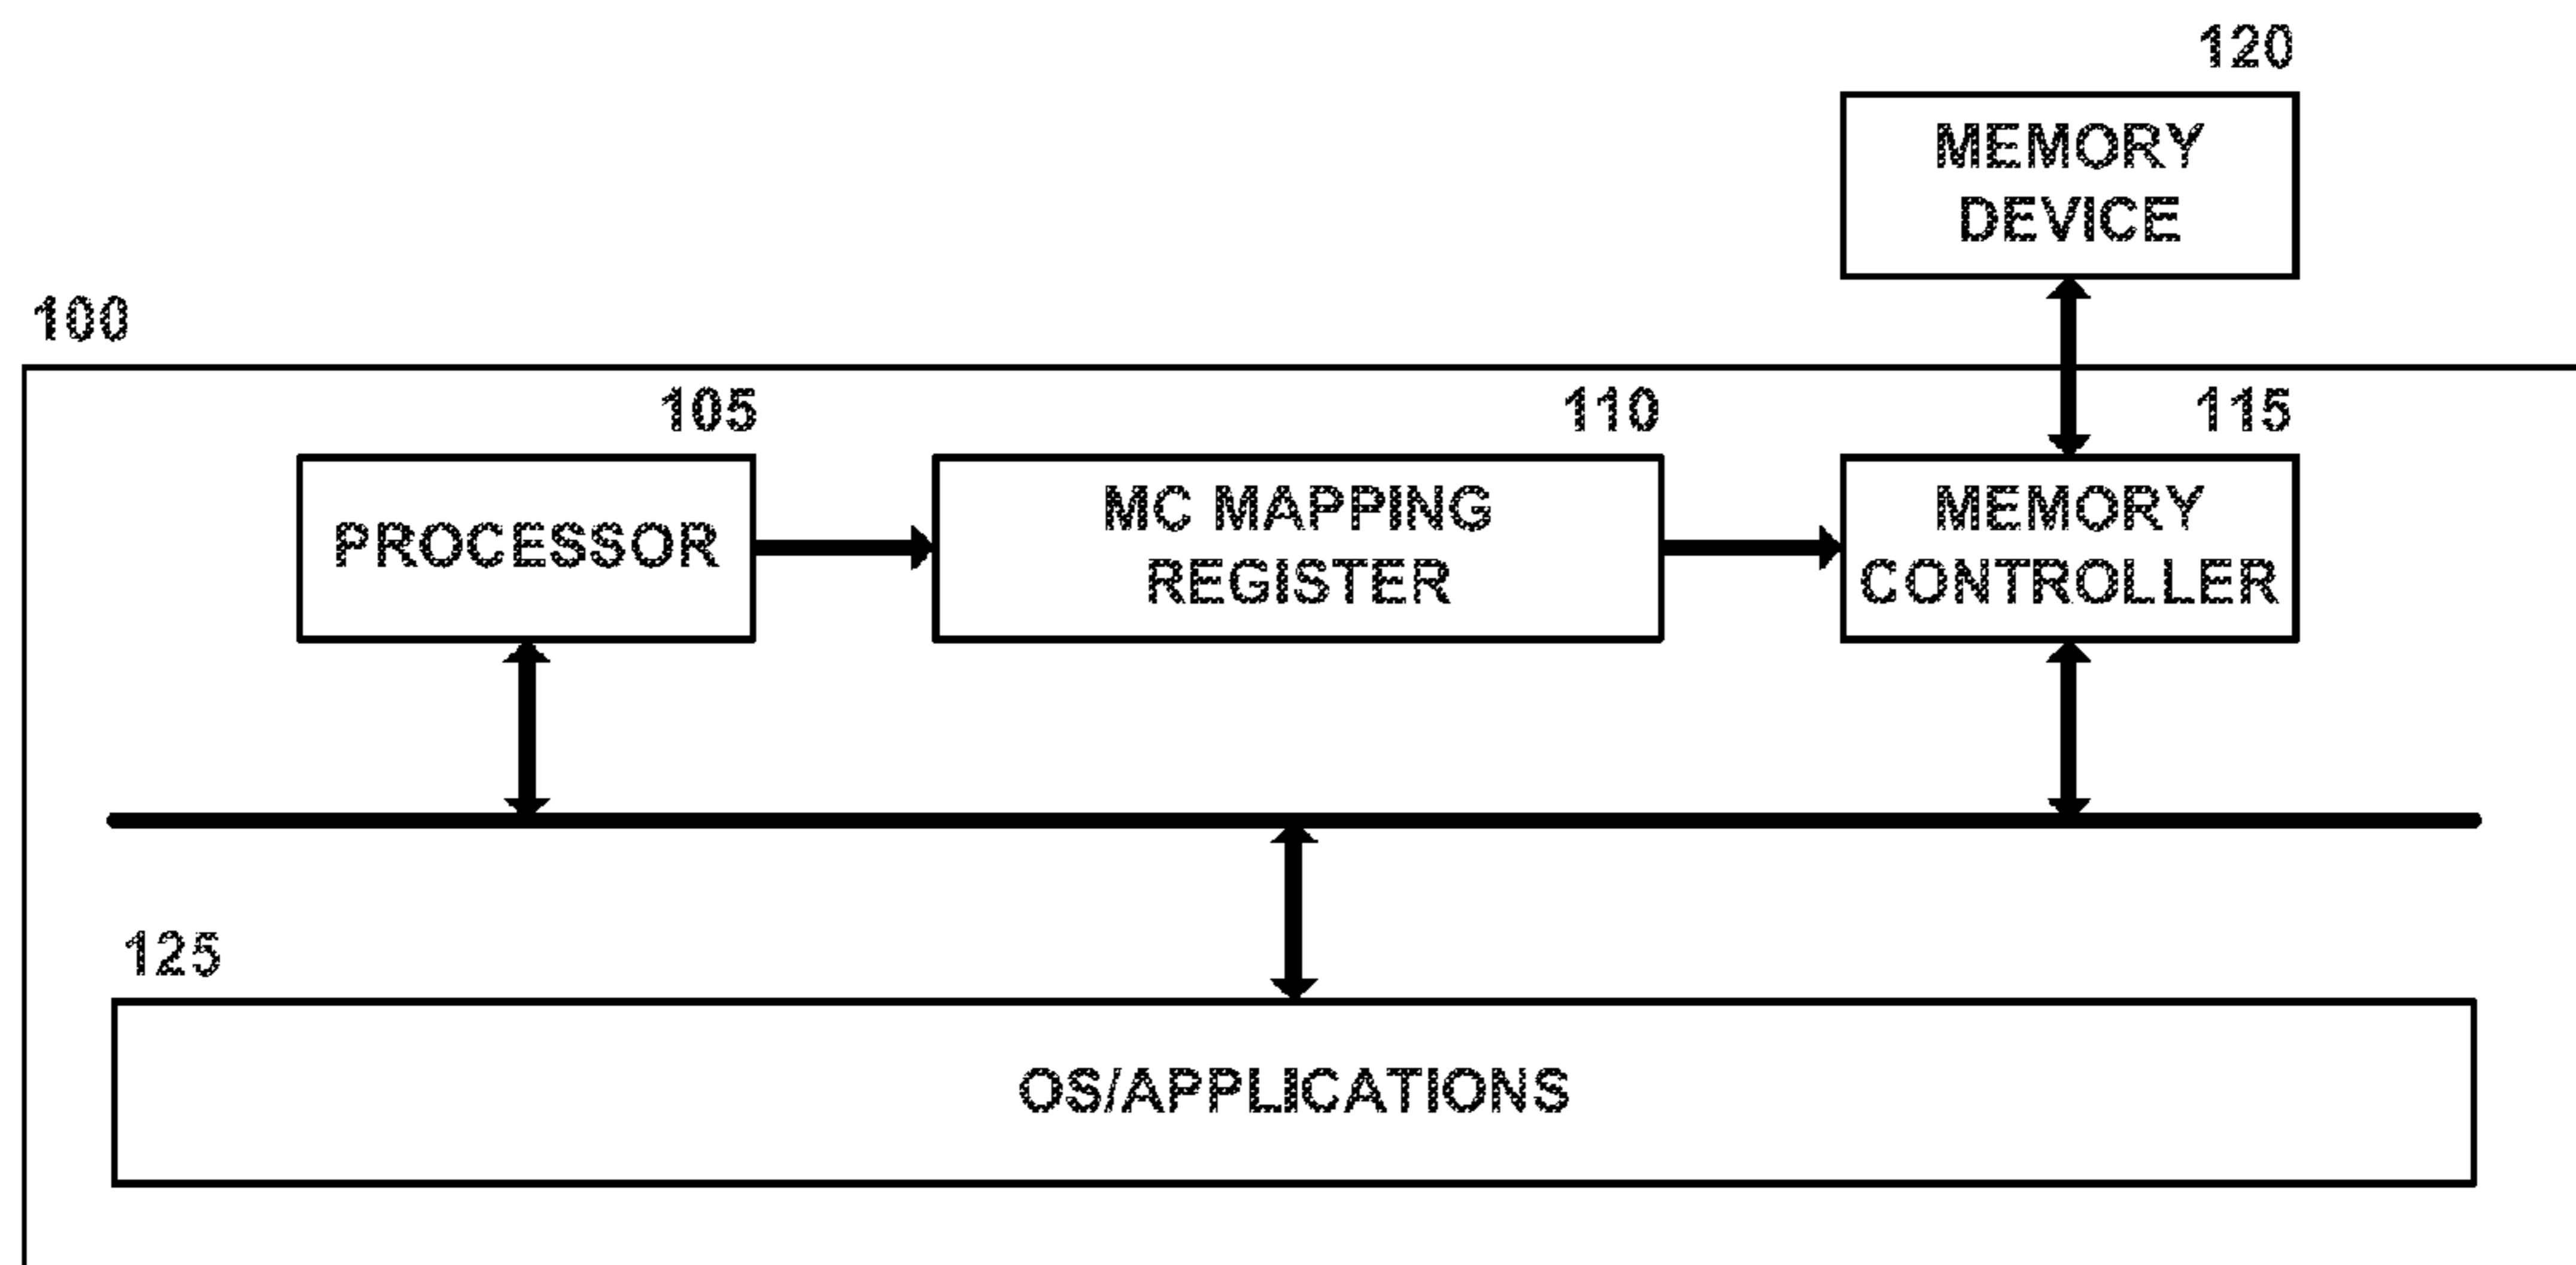 120
MEMORY
DEVICE
100
105
110
115
PROCESSOR
MC MAPPING
REGISTER
MEMORY
CONTROLLER
125
OS/APPLICATIONS